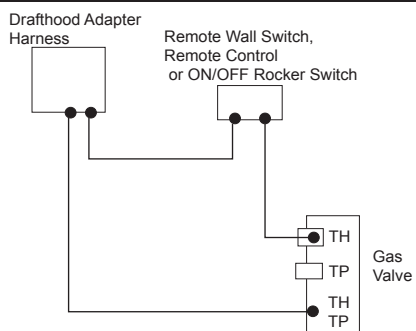 Drafthood Adapter
Harness
Remote Wall Switch,
Remote Control
or ON/OFF Rocker Switch
TH
TP
Gas
Valve
TH
TP